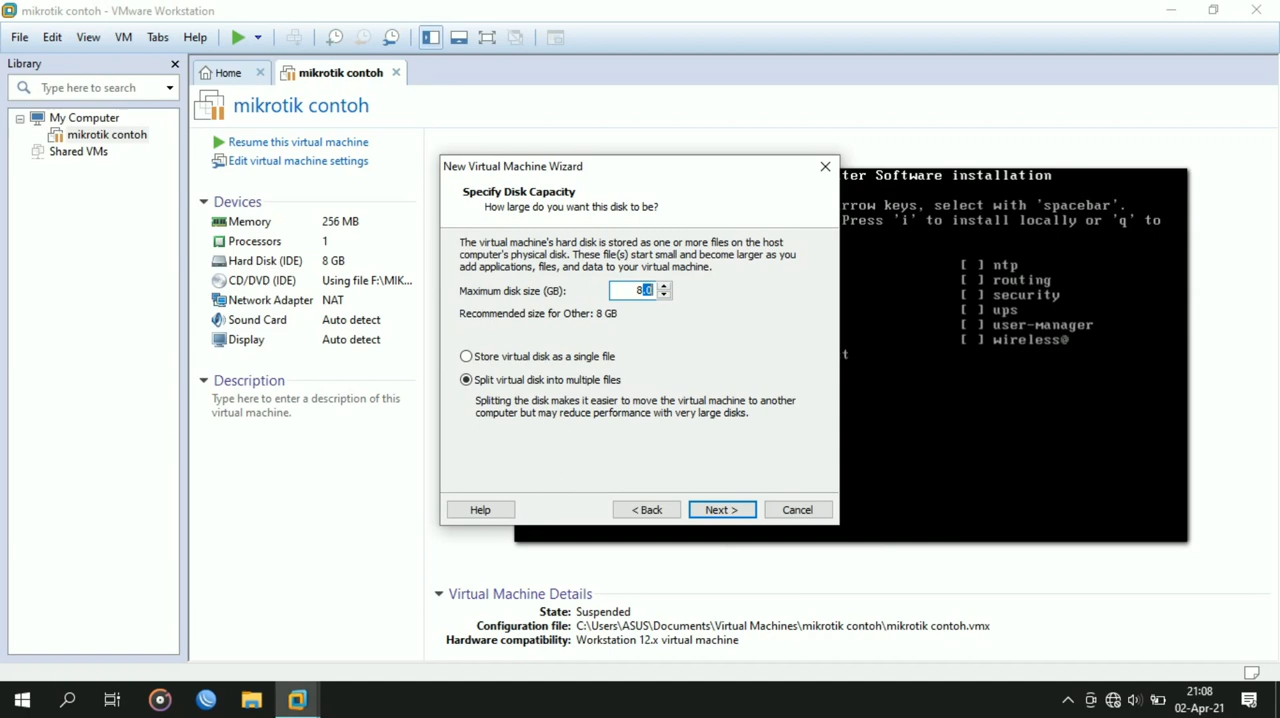 mikrotik contoh - VMware Workstation
File Edit View VM Tabs Help
Library
Type here to search
My Computer
mikrotik contoh
Shared VMs
Home
mikrotik contoh
mikrotik contoh
Resume this virtual machine
Edit virtual machine settings
Devices
Memory 256 MB
Processors 1
Hard Disk (IDE) 8 GB
CD/DVD (IDE) Using file F:\MIK...
Network Adapter NAT
Sound Card Auto detect
Display Auto detect
Description
Type here to enter a description of this
virtual machine.
New Virtual Machine Wizard
Specify Disk Capacity
How large do you want this disk to be?
The virtual machine's hard disk is stored as one or more files on the host
computer's physical disk. These file(s) start small and become larger as you
add applications, files, and data to your virtual machine.
Maximum disk size (GB): 8.0
Recommended size for Other: 8 GB
Store virtual disk as a single file
Split virtual disk into multiple files
Splitting the disk makes it easier to move the virtual machine to another
computer but may reduce performance with very large disks.
Help < Back Next > Cancel
ter Software installation
rrow keys, select with 'spacebar'.
Press 'i' to install locally or 'q' to
[ ] ntp
[ ] routing
[ ] security
[ ] ups
[ ] user-manager
[ ] wireless@
t
Virtual Machine Details
State: Suspended
Configuration file: C:\Users\ASUS\Documents\Virtual Machines\mikrotik contoh\mikrotik contoh.vmx
Hardware compatibility: Workstation 12.x virtual machine
21:08
02-Apr-21